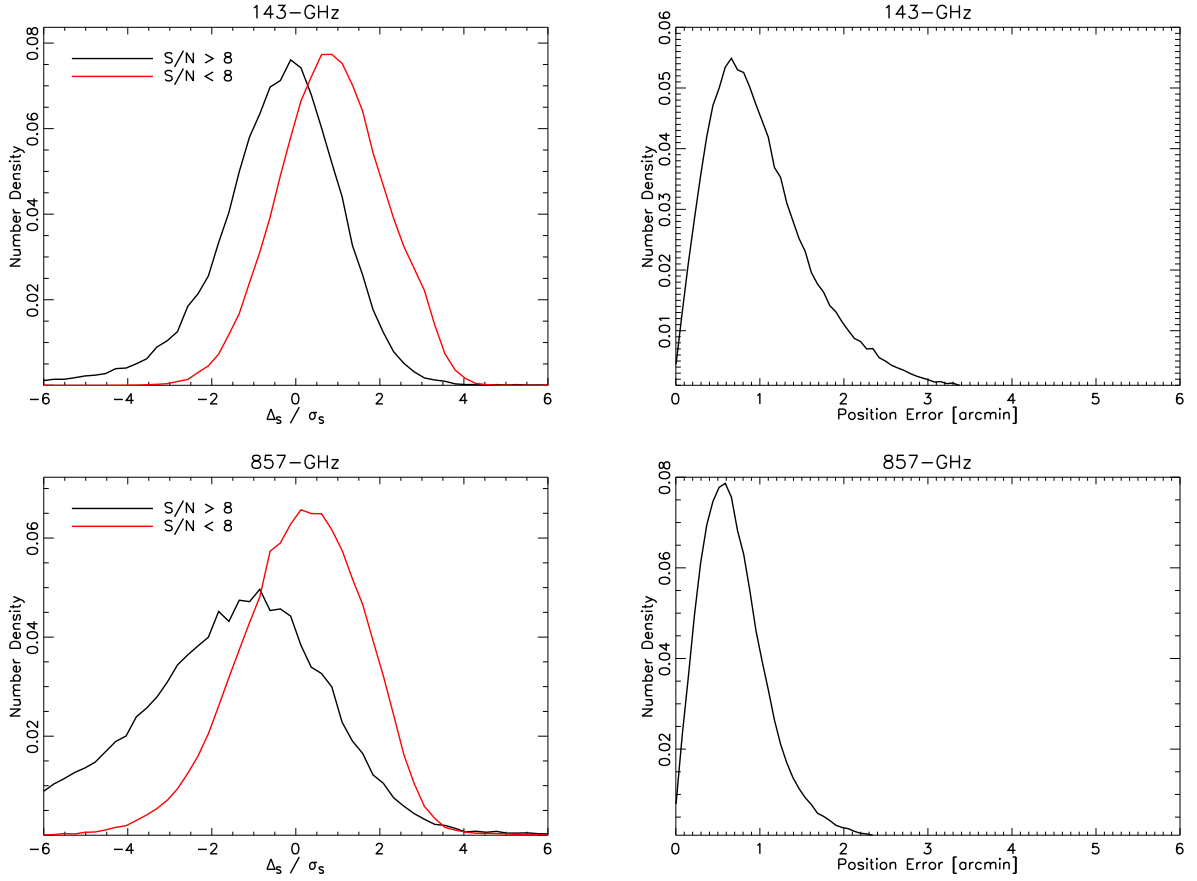 143-GHz
S/N > 8
S/N < 8
Number Density
0.02
0.04
0.06
0.08
-6
-4
-2
0
2
4
6
Δs / σs
143-GHz
Number Density
0.01
0.02
0.03
0.04
0.05
0.06
0
1
2
3
4
5
6
Position Error [arcmin]
857-GHz
S/N > 8
S/N < 8
Number Density
0.02
0.04
0.06
-6
-4
-2
0
2
4
6
Δs / σs
857-GHz
Number Density
0.02
0.04
0.06
0.08
0
1
2
3
4
5
6
Position Error [arcmin]